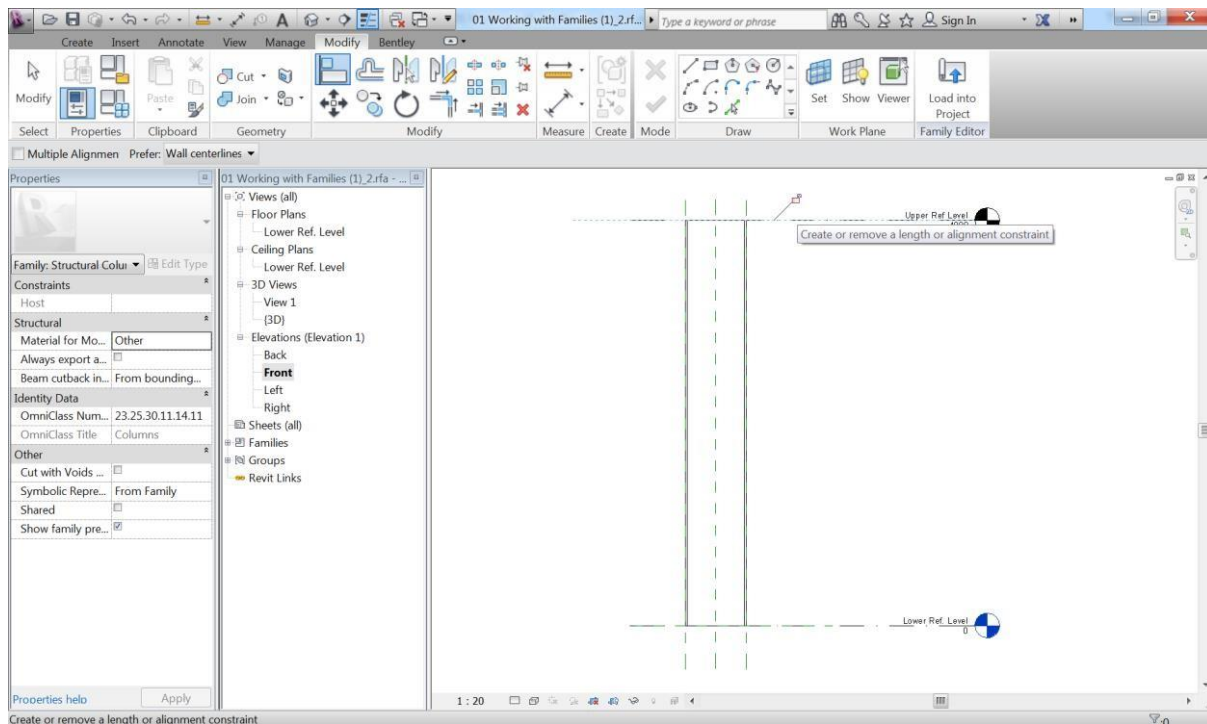 01 Working with Families (1)_2.rf...
Type a keyword or phrase
Sign In
Create Insert Annotate View Manage Modify Bentley
Modify
Paste
Cut
Join
Set Show Viewer
Load into
Project
Select Properties Clipboard Geometry Modify Measure Create Mode Draw Work Plane Family Editor
Multiple Alignmen Prefer: Wall centerlines
Properties
Family: Structural Colu
Edit Type
Constraints
Host
Structural
Material for Mo... Other
Always export a...
Beam cutback in... From bounding...
Identity Data
OmniClass Num... 23.25.30.11.14.11
OmniClass Title Columns
Other
Cut with Voids ...
Symbolic Repre... From Family
Shared
Show family pre...
Properties help
Apply
01 Working with Families (1)_2.rfa - ...
Views (all)
Floor Plans
Lower Ref. Level
Ceiling Plans
Lower Ref. Level
3D Views
View 1
{3D}
Elevations (Elevation 1)
Back
Front
Left
Right
Sheets (all)
Families
Groups
Revit Links
Upper Ref Level
Create or remove a length or alignment constraint
Lower Ref. Level
0
1 : 20
Create or remove a length or alignment constraint
:0